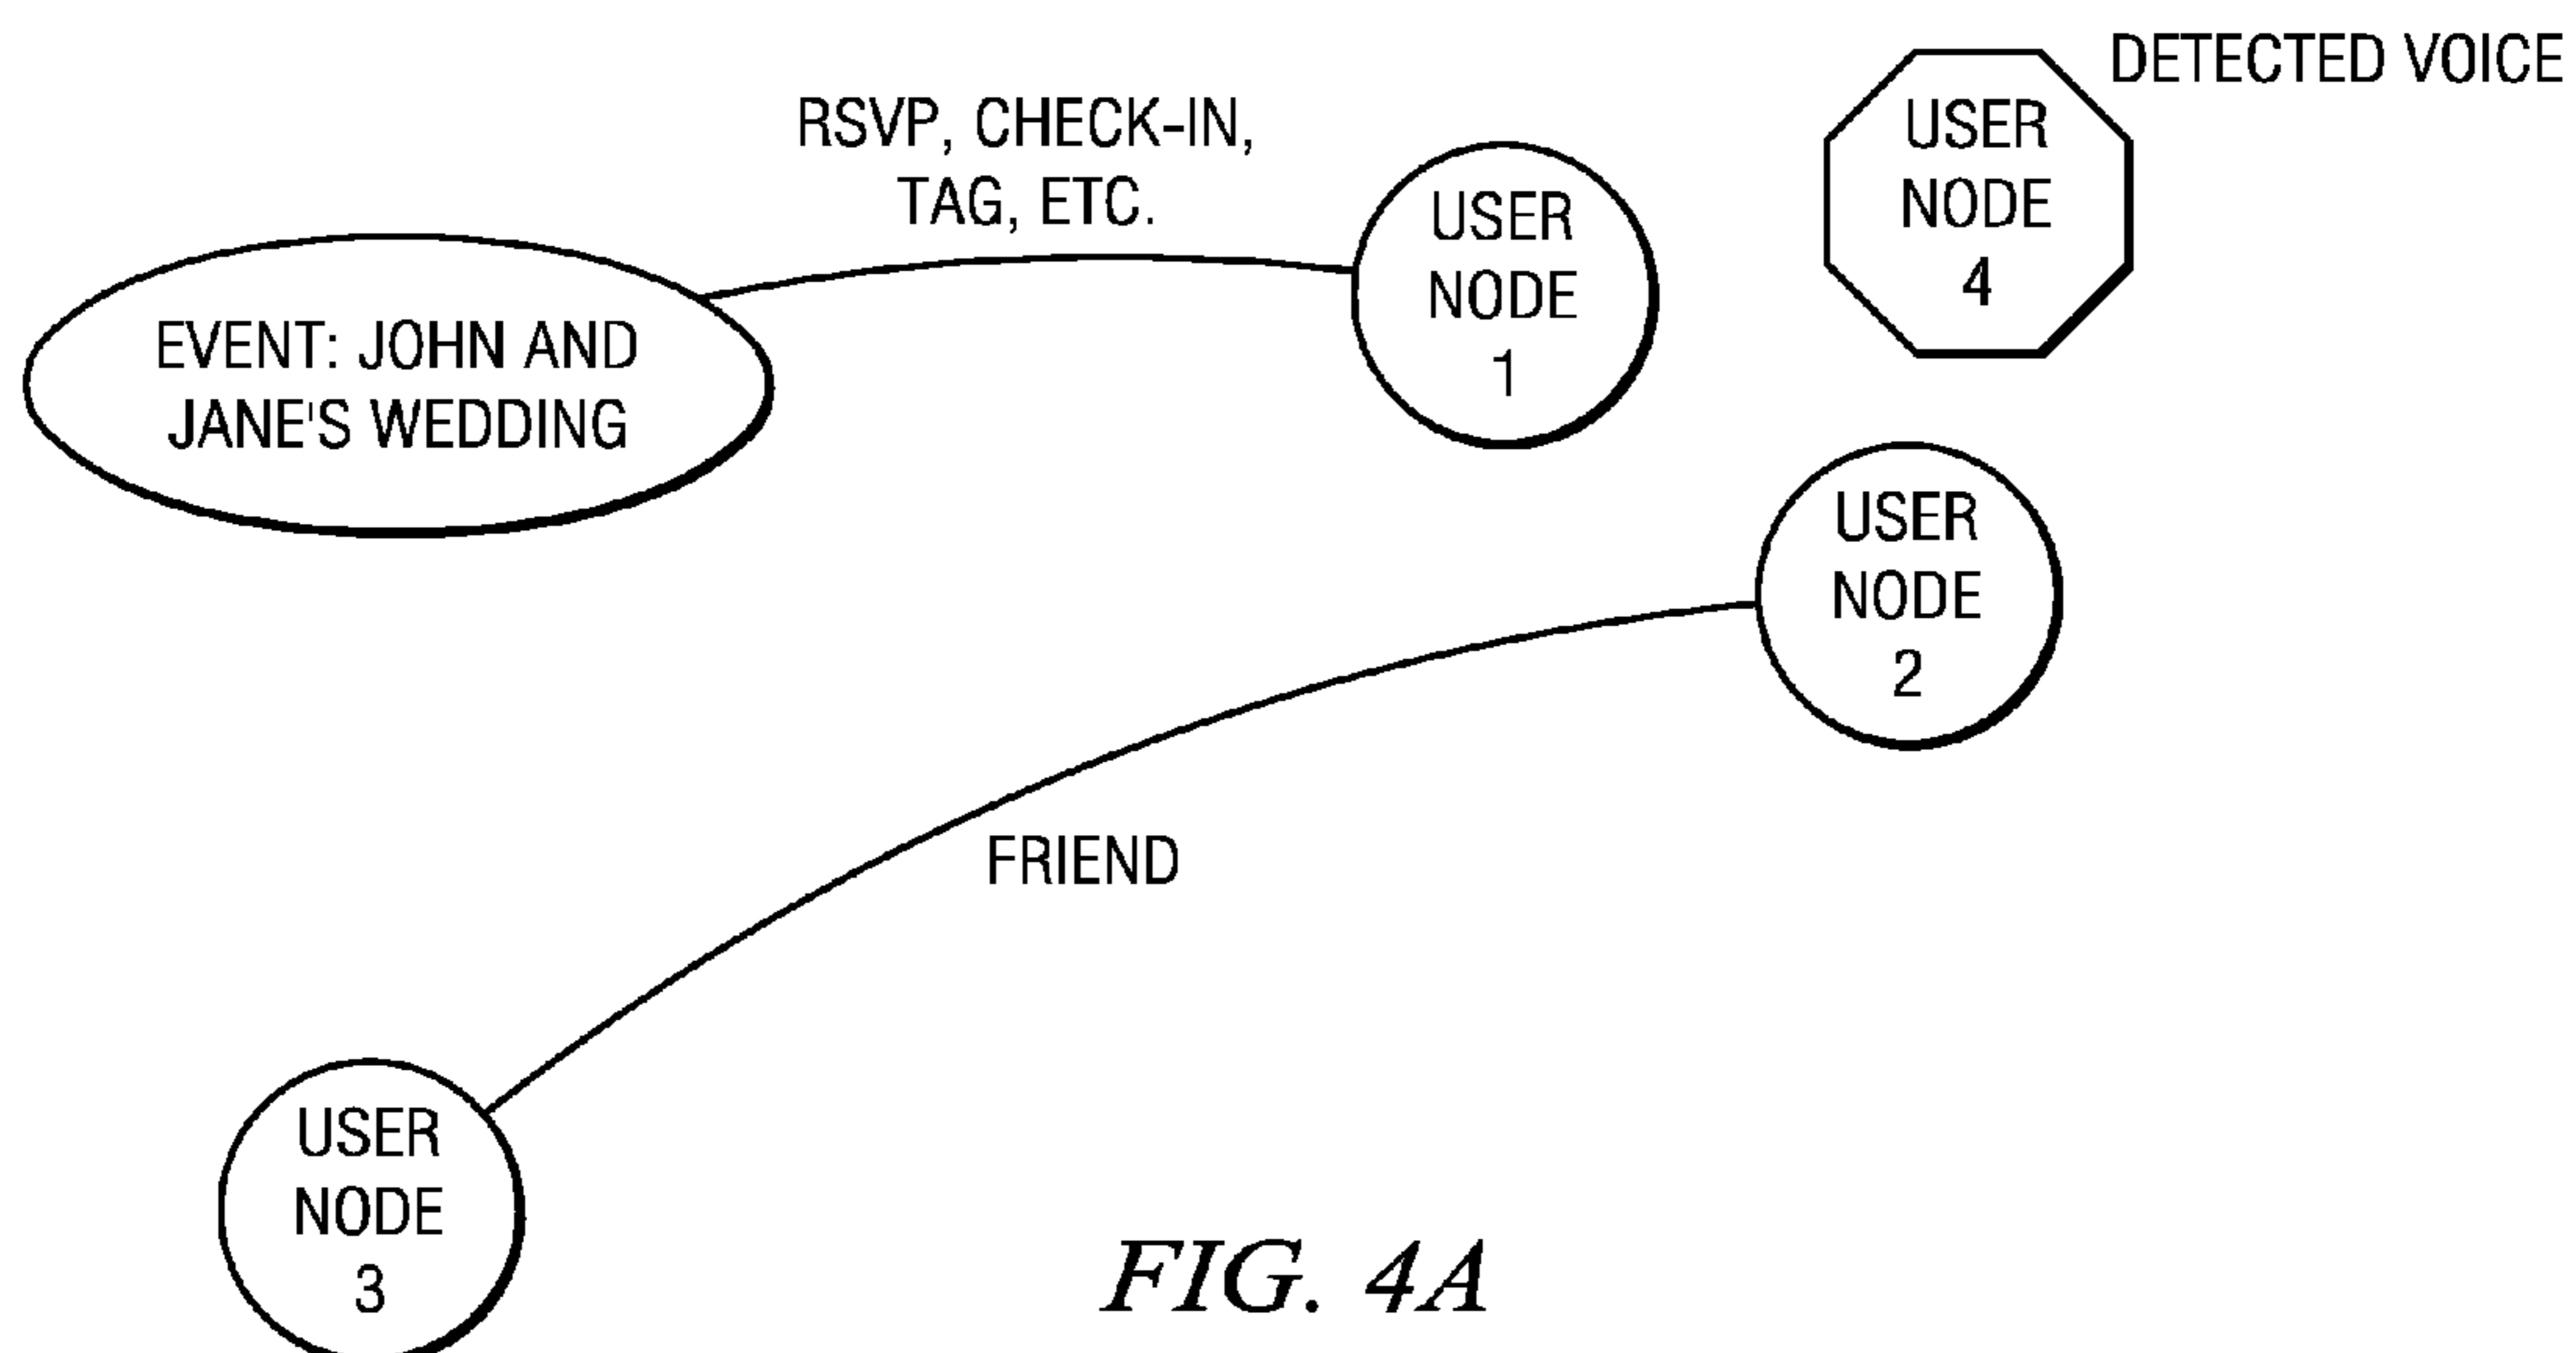 DETECTED VOICE
RSVP, CHECK-IN,
TAG, ETC.
USER
NODE
4
USER
NODE
1
EVENT: JOHN AND
JANE'S WEDDING
USER
NODE
2
FRIEND
USER
NODE
3
FIG. 4A